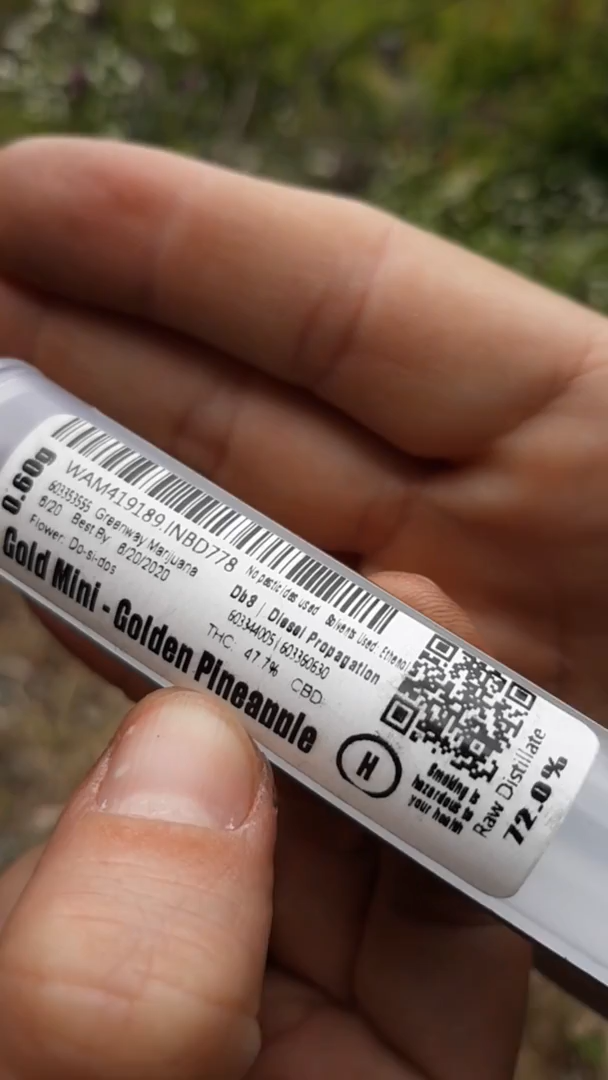 0.60g
WAM419189.INBD778
603353555 Greenway Marijuana
6/20 Best By 6/20/2020
Flower: Do-si-dos
Gold Mini - Golden Pineapple
No pesticides used Solvents Used: Ethanol
Db8 | Diesel Propagation
603344005 | 603360630
THC: 47.7% CBD:
H
Smoking is
hazardous to
your health
Raw Distillate
72.0%